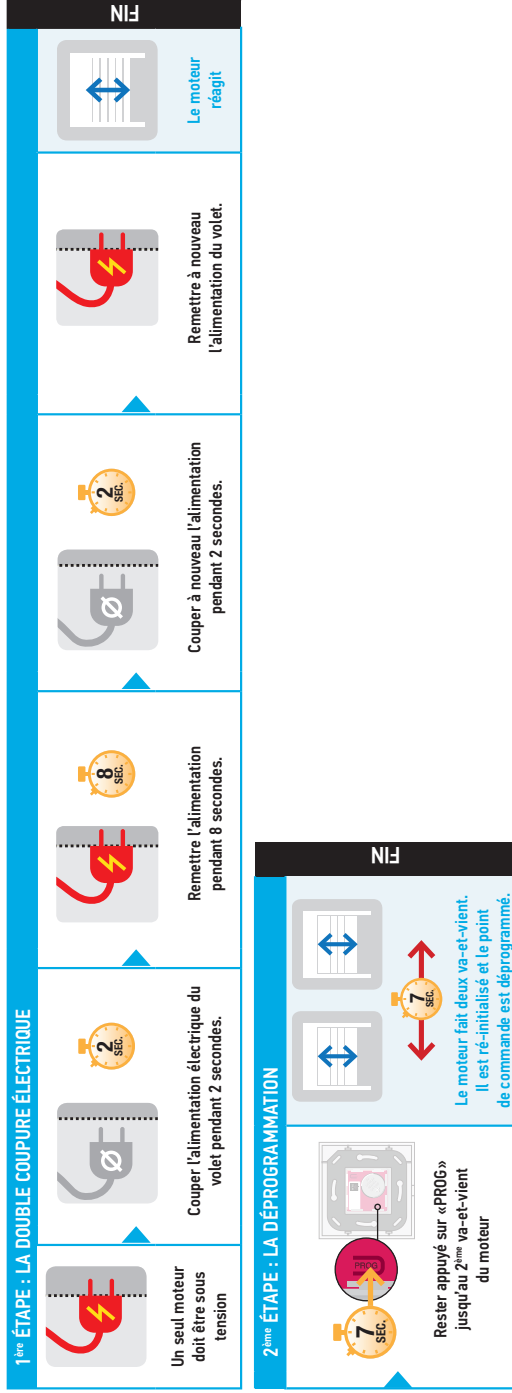 1ère ÉTAPE : LA DOUBLE COUPURE ÉLECTRIQUE
Un seul moteur
doit être sous
tension
2
SEC.
Couper l'alimentation électrique du
volet pendant 2 secondes.
8
SEC.
Remettre l'alimentation
pendant 8 secondes.
2
SEC.
Couper à nouveau l'alimentation
pendant 2 secondes.
Remettre à nouveau
l'alimentation du volet.
Le moteur
réagit
FIN
2ème ÉTAPE : LA DÉPROGRAMMATION
7
SEC.
PROG
Rester appuyé sur «PROG»
jusqu'au 2ème va-et-vient
du moteur
7
SEC.
Le moteur fait deux va-et-vient.
Il est ré-initialisé et le point
de commande est déprogrammé.
FIN